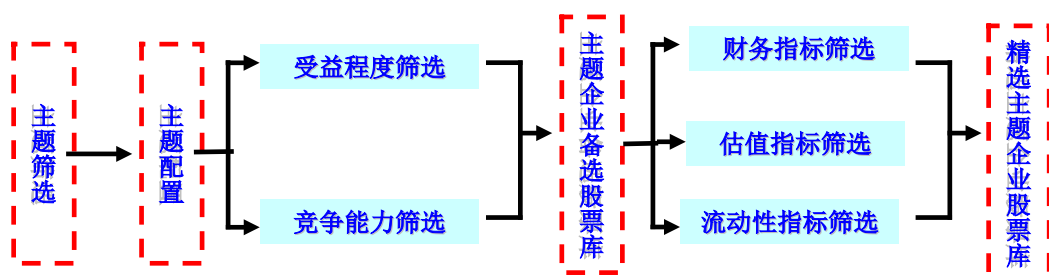 主题筛选
主题配置
受益程度筛选
竞争能力筛选
主题企业备选股票库
财务指标筛选
估值指标筛选
流动性指标筛选
精选主题企业股票库